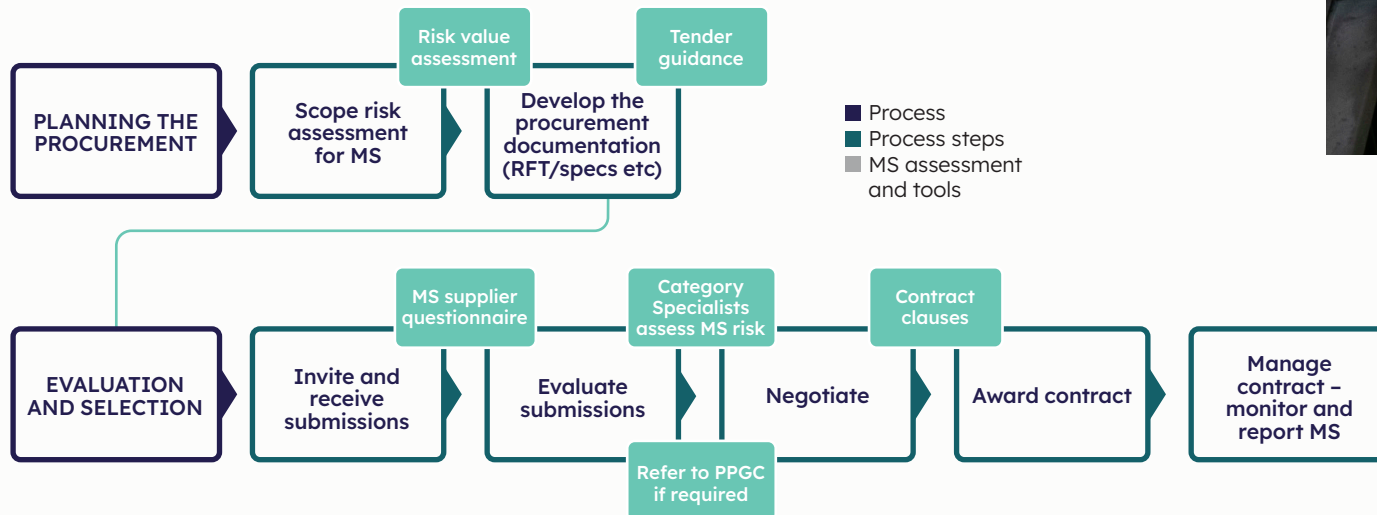 Risk value
assessment
Tender
guidance
PLANNING THE
PROCUREMENT
Scope risk
assessment
for MS
Develop the
procurement
documentation
(RFT/specs etc)
Process
Process steps
MS assessment
and tools
MS supplier
questionnaire
Category
Specialists
assess MS risk
Contract
clauses
EVALUATION
AND SELECTION
Invite and
receive
submissions
Evaluate
submissions
Negotiate
Award contract
Manage
contract –
monitor and
report MS
Refer to PPGC
if required